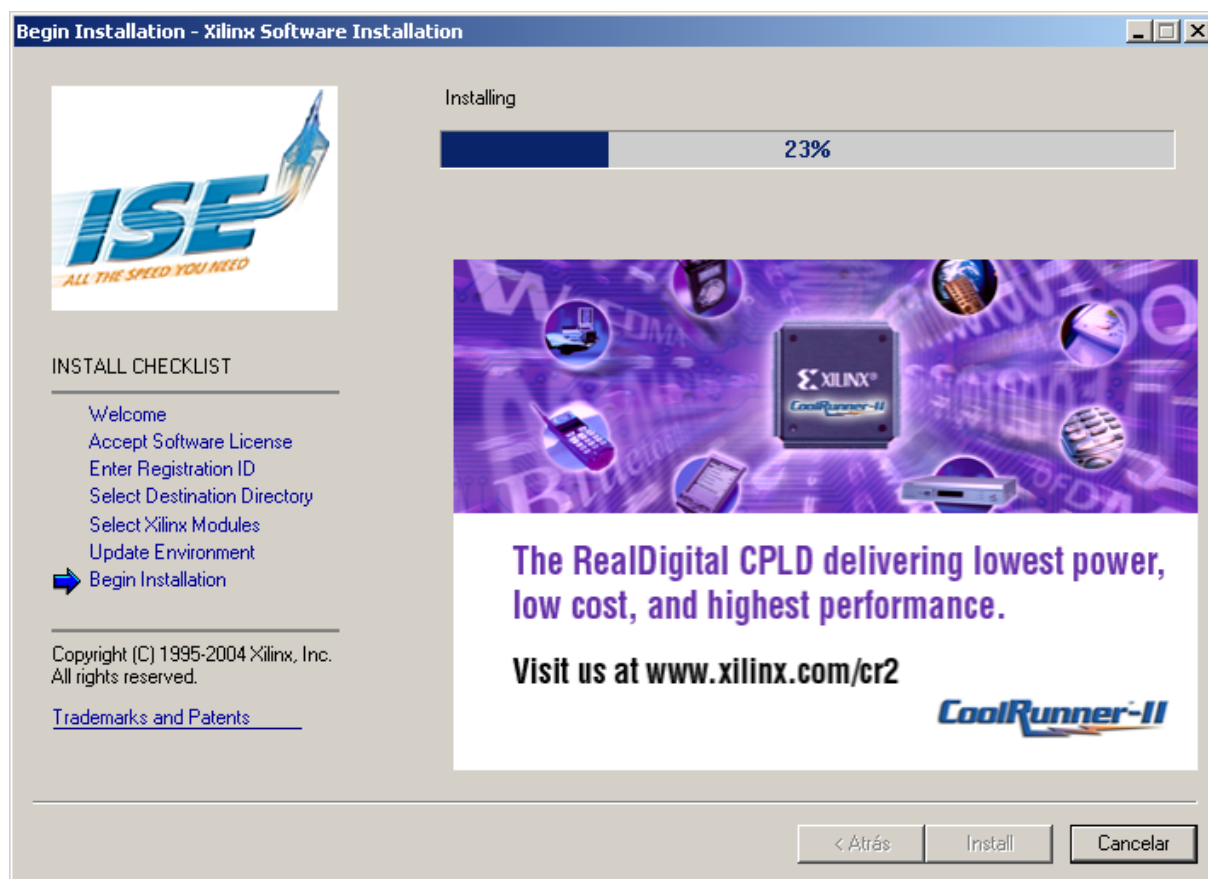 Begin Installation - Xilinx Software Installation
ISE
ALL THE SPEED YOU NEED
Installing
23%
INSTALL CHECKLIST
Welcome
Accept Software License
Enter Registration ID
Select Destination Directory
Select Xilinx Modules
Update Environment
Begin Installation
Copyright (C) 1995-2004 Xilinx, Inc.
All rights reserved.
Trademarks and Patents
W-CDMA
XILINX®
CoolRunner-II
The RealDigital CPLD delivering lowest power,
low cost, and highest performance.
Visit us at www.xilinx.com/cr2
CoolRunner-II
< Atrás
Install
Cancelar